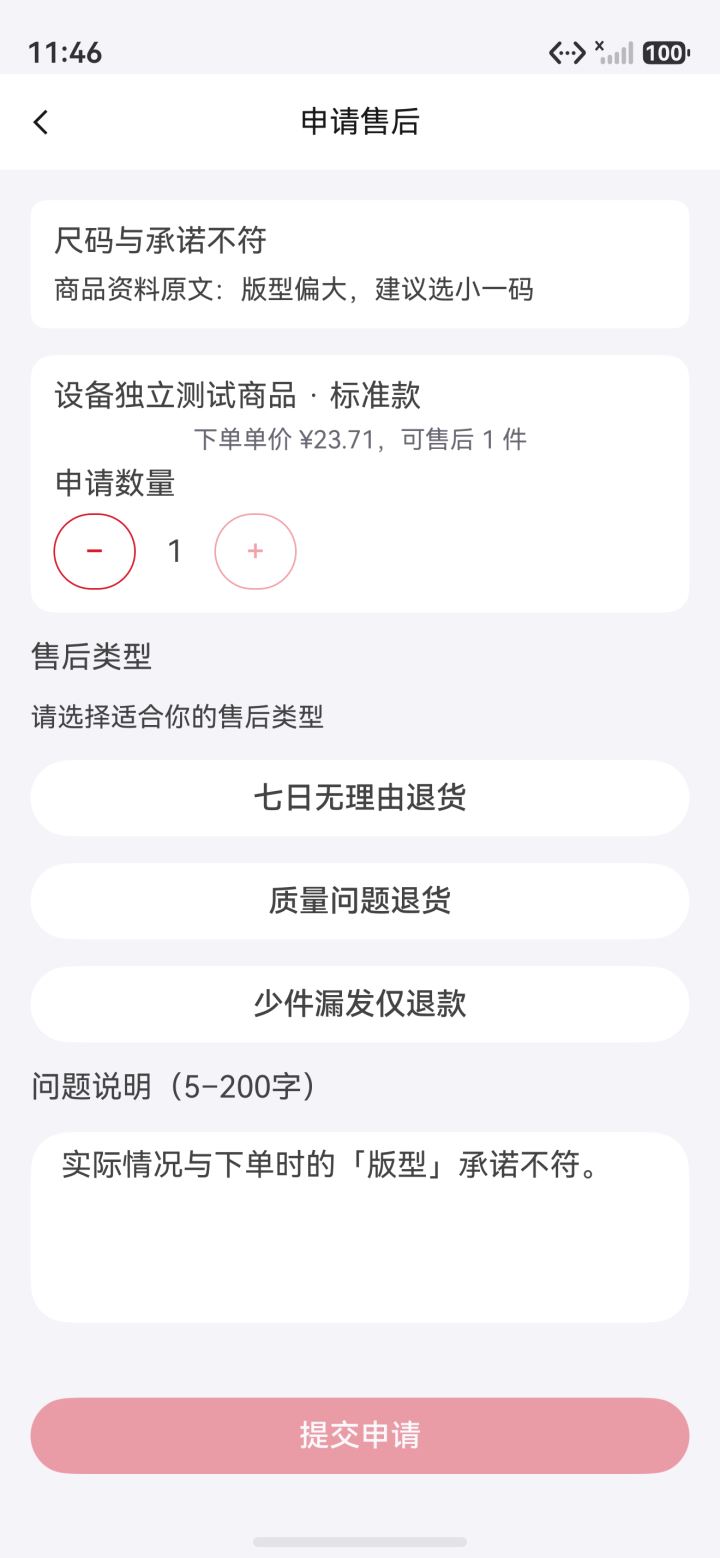 11:46
100
申请售后
尺码与承诺不符
商品资料原文：版型偏大，建议选小一码
设备独立测试商品 · 标准款
下单单价 ¥23.71，可售后 1 件
申请数量
− 1 +
售后类型
请选择适合你的售后类型
七日无理由退货
质量问题退货
少件漏发仅退款
问题说明（5–200字）
实际情况与下单时的「版型」承诺不符。
提交申请